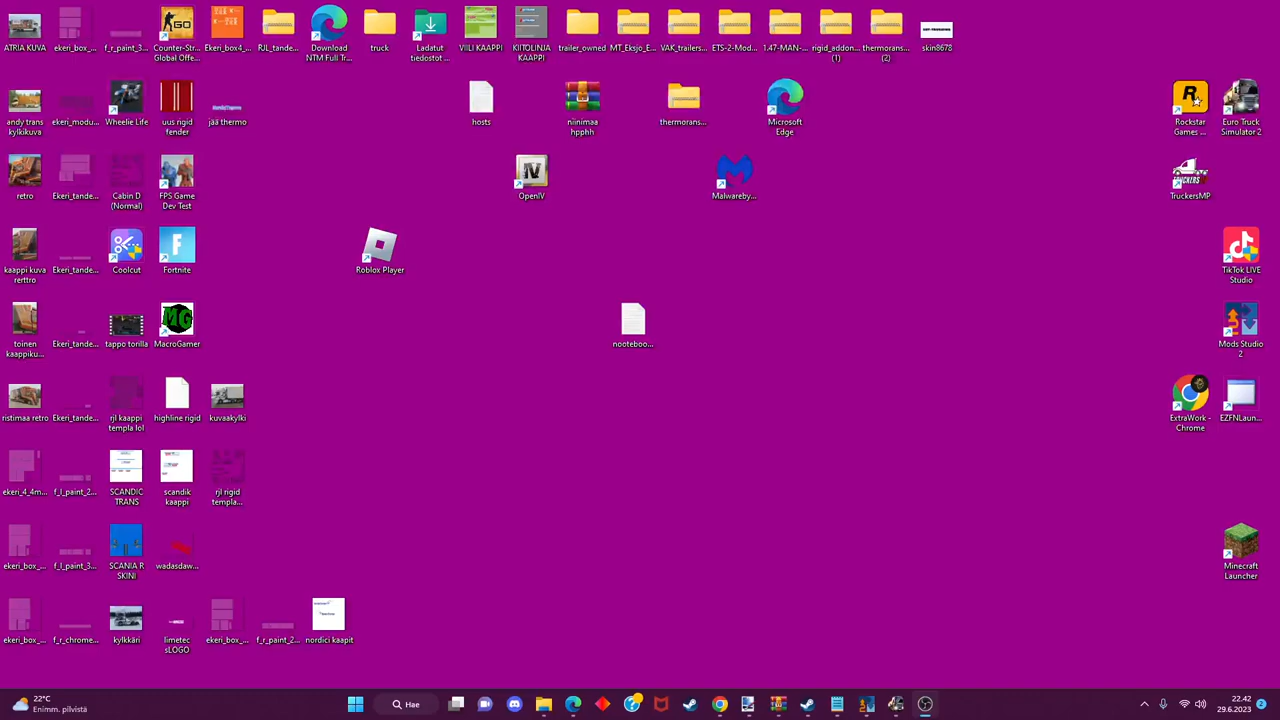 ATRIA KUVA
ekeri_box_...
f_r_paint_3...
Counter-Str...
Global Offe...
Ekeri_box4_...
RJL_tande...
Download
NTM Full Tr...
truck
Ladatut
tiedostot ...
VIILI KAAPPI
KIITOLINJA
KAAPPI
trailer_owned
MT_Eksjo_E...
VAK_trailers...
ETS-2-Mod...
1.47-MAN-...
rigid_addon...
(1)
thermorans...
(2)
skin8678
andy trans
kylkikuva
ekeri_modu...
Wheelie Life
uus rigid
fender
jää thermo
hosts
niinimaa
hppbh
thermorans...
Microsoft
Edge
Rockstar
Games ...
Euro Truck
Simulator 2
retro
Ekeri_tande...
Cabin D
(Normal)
FPS Game
Dev Test
OpenIV
Malwareby...
TruckersMP
kaappi kuva
rerttro
Ekeri_tande...
Coolcut
Fortnite
Roblox Player
TikTok LIVE
Studio
toinen
kaappiku...
Ekeri_tande...
tappo torilla
MacroGamer
nooteboo...
Mods Studio
2
ristimaa retro
Ekeri_tande...
rjl kaappi
templa lol
highline rigid
kuvaakylki
ExtraWork -
Chrome
EZFNLaun...
ekeri_4_4m...
f_l_paint_2...
SCANDIC
TRANS
scandik
kaappi
rjl rigid
templa...
ekeri_box_...
f_l_paint_3...
SCANIA R
SKINI
wadasdaw...
Minecraft
Launcher
ekeri_box_...
f_r_chrome...
kylkkäri
limetec
sLOGO
ekeri_box_...
f_r_paint_2...
nordici kaapit
22°C
Enimm. pilvistä
Hae
22.42
29.6.2023
2